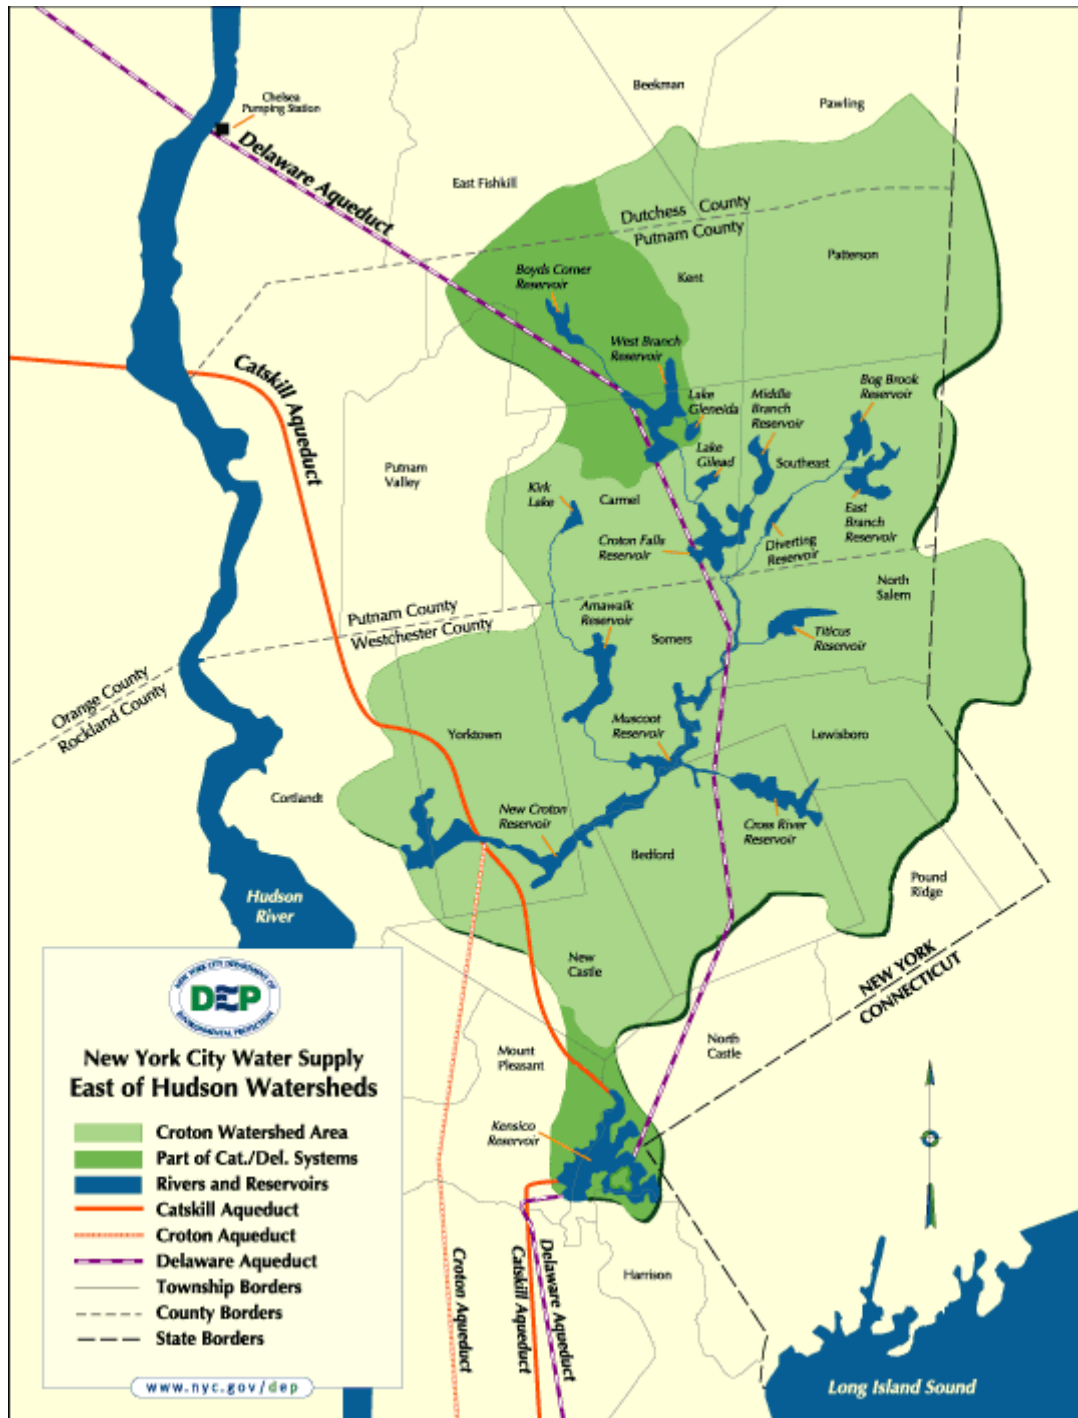 Beekman
Pawling
Chelsea
Pumping Station
Delaware Aqueduct
East Fishkill
Dutchess County
Putnam County
Patterson
Kent
Boyds Corner
Reservoir
West Branch
Reservoir
Catskill Aqueduct
Lake
Gleneida
Middle
Branch
Reservoir
Bog Brook
Reservoir
Putnam
Valley
Lake
Gilead
Southeast
Kirk
Lake
Carmel
East
Branch
Reservoir
Croton Falls
Reservoir
Diverting
Reservoir
North
Salem
Putnam County
Westchester County
Amawalk
Reservoir
Somers
Titicus
Reservoir
Orange County
Rockland County
Yorktown
Muscoot
Reservoir
Lewisboro
Cortlandt
New Croton
Reservoir
Cross River
Reservoir
Bedford
Pound
Ridge
Hudson
River
New
Castle
NEW YORK
CONNECTICUT
Mount
Pleasant
North
Castle
Kensico
Reservoir
Harrison
Croton Aqueduct
Catskill Aqueduct
Delaware Aqueduct
Long Island Sound
NEW YORK CITY DEPARTMENT OF
DEP
ENVIRONMENTAL PROTECTION
New York City Water Supply
East of Hudson Watersheds
Croton Watershed Area
Part of Cat./Del. Systems
Rivers and Reservoirs
Catskill Aqueduct
Croton Aqueduct
Delaware Aqueduct
Township Borders
County Borders
State Borders
www.nyc.gov/dep